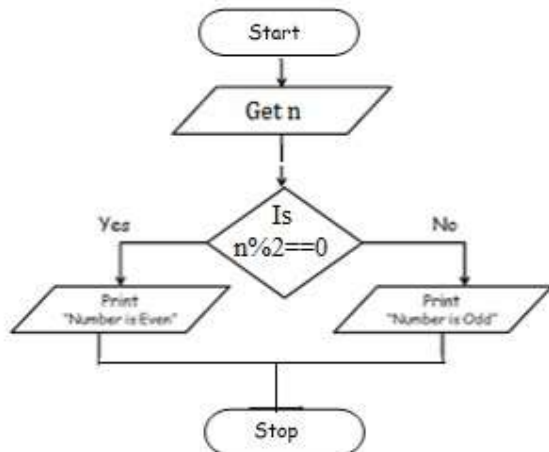 Start
Get n
Is
n%2==0
Yes
No
Print
"Number is Even"
Print
"Number is Odd"
Stop